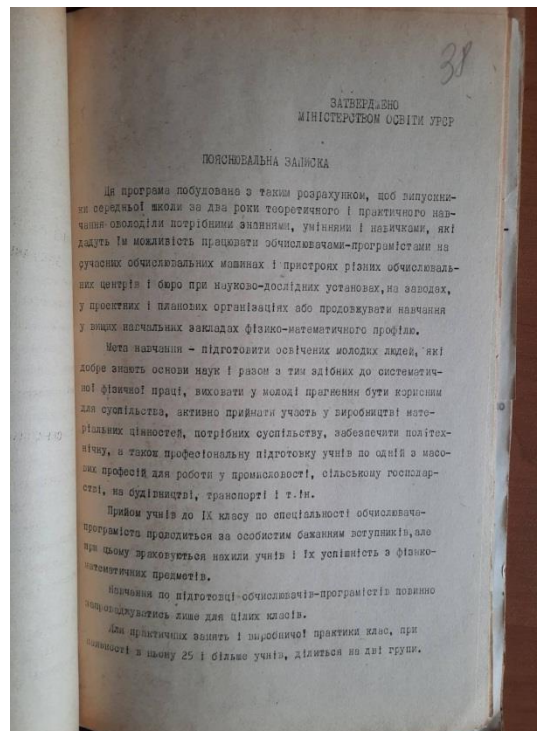 38
ЗАТВЕРДЖЕНО
МІНІСТЕРСТВОМ ОСВІТИ УРСР
ПОЯСНЮВАЛЬНА ЗАПИСКА
Ця програма побудована з таким розрахунком, щоб випускни-
ки середньої школи за два роки теоретичного і практичного нав-
чання оволоділи потрібними знаннями, уміннями і навичками, які
дадуть їм можливість працювати обчислювачами-програмістами на
сучасних обчислювальних машинах і пристроях різних обчислюваль-
них центрів і бюро при науково-дослідних установах, на заводах,
у проектних і планових організаціях або продовжувати навчання
у вищих навчальних закладах фізико-математичного профілю.
Мета навчання - підготовити освічених молодих людей, які
добре знають основи наук і разом з тим здібних до систематич-
ної фізичної праці, виховати у молоді прагнення бути корисним
для суспільства, активно приймати участь у виробництві мате-
ріальних цінностей, потрібних суспільству, забезпечити політех-
нічну, а також професіональну підготовку учнів по одній з масо-
вих професій для роботи у промисловості, сільському господар-
стві, на будівництві, транспорті і т.ін.
Прийом учнів до IX класу по спеціальності обчислювача-
програміста проводиться за особистим бажанням вступників, але
при цьому враховуються нахили учнів і їх успішність з фізико-
математичних предметів.
Навчання по підготовці обчислювачів-програмістів повинно
запроваджуватись лише для цілих класів.
Для практичних занять і виробничої практики клас, при
наявності в ньому 25 і більше учнів, ділиться на дві групи.